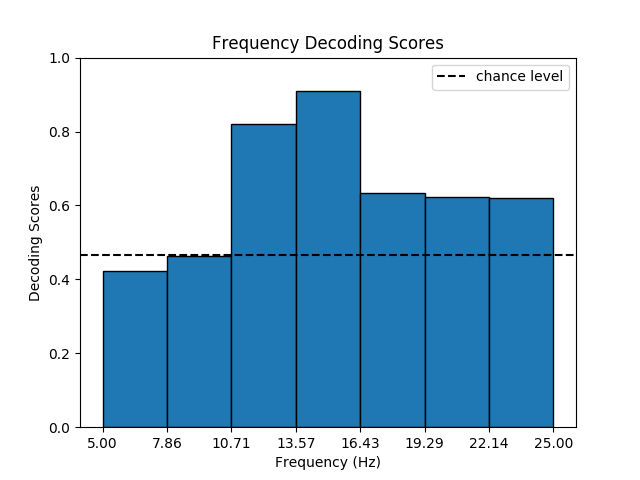 Frequency Decoding Scores
chance level
1.0
0.8
0.6
0.4
0.2
0.0
Decoding Scores
5.00 7.86 10.71 13.57 16.43 19.29 22.14 25.00
Frequency (Hz)